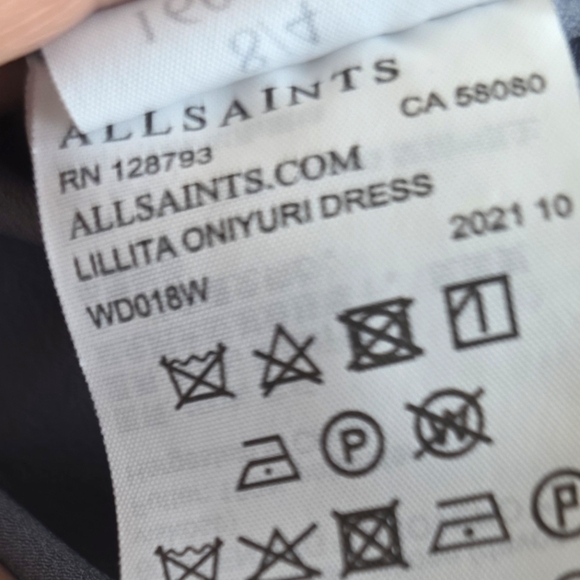 ALLSAINTS
RN 128793 CA 58080
ALLSAINTS.COM
LILLITA ONIYURI DRESS
WD018W 2021 10
P W
P